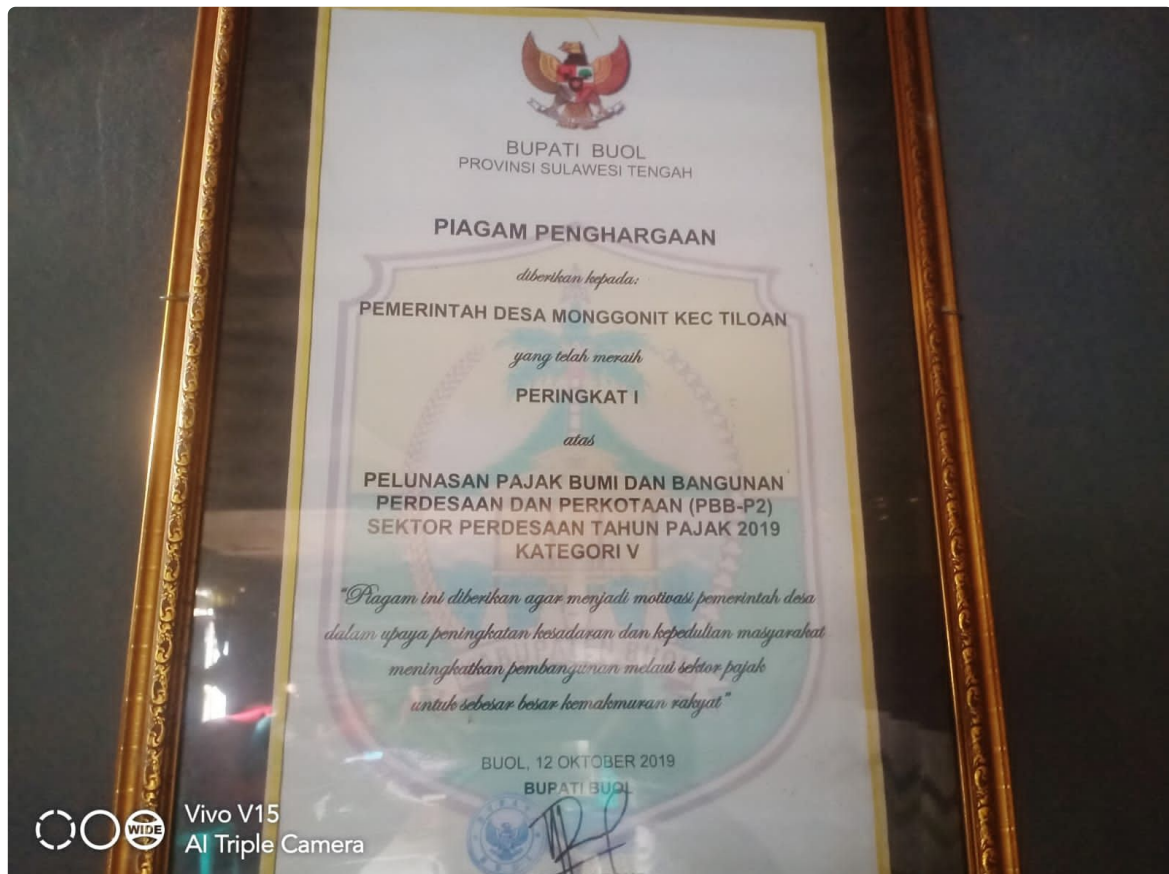 BUPATI BUOL
PROVINSI SULAWESI TENGAH
PIAGAM PENGHARGAAN
diberikan kepada:
PEMERINTAH DESA MONGGONIT KEC TILOAN
yang telah meraih
PERINGKAT I
atas
PELUNASAN PAJAK BUMI DAN BANGUNAN
PERDESAAN DAN PERKOTAAN (PBB-P2)
SEKTOR PERDESAAN TAHUN PAJAK 2019
KATEGORI V
"Piagam ini diberikan agar menjadi motivasi pemerintah desa
dalam upaya peningkatan kesadaran dan kepedulian masyarakat
meningkatkan pembangunan melaui sektor pajak
untuk sebesar besar kemakmuran rakyat"
BUOL, 12 OKTOBER 2019
BUPATI BUOL
WIDE
Vivo V15
AI Triple Camera